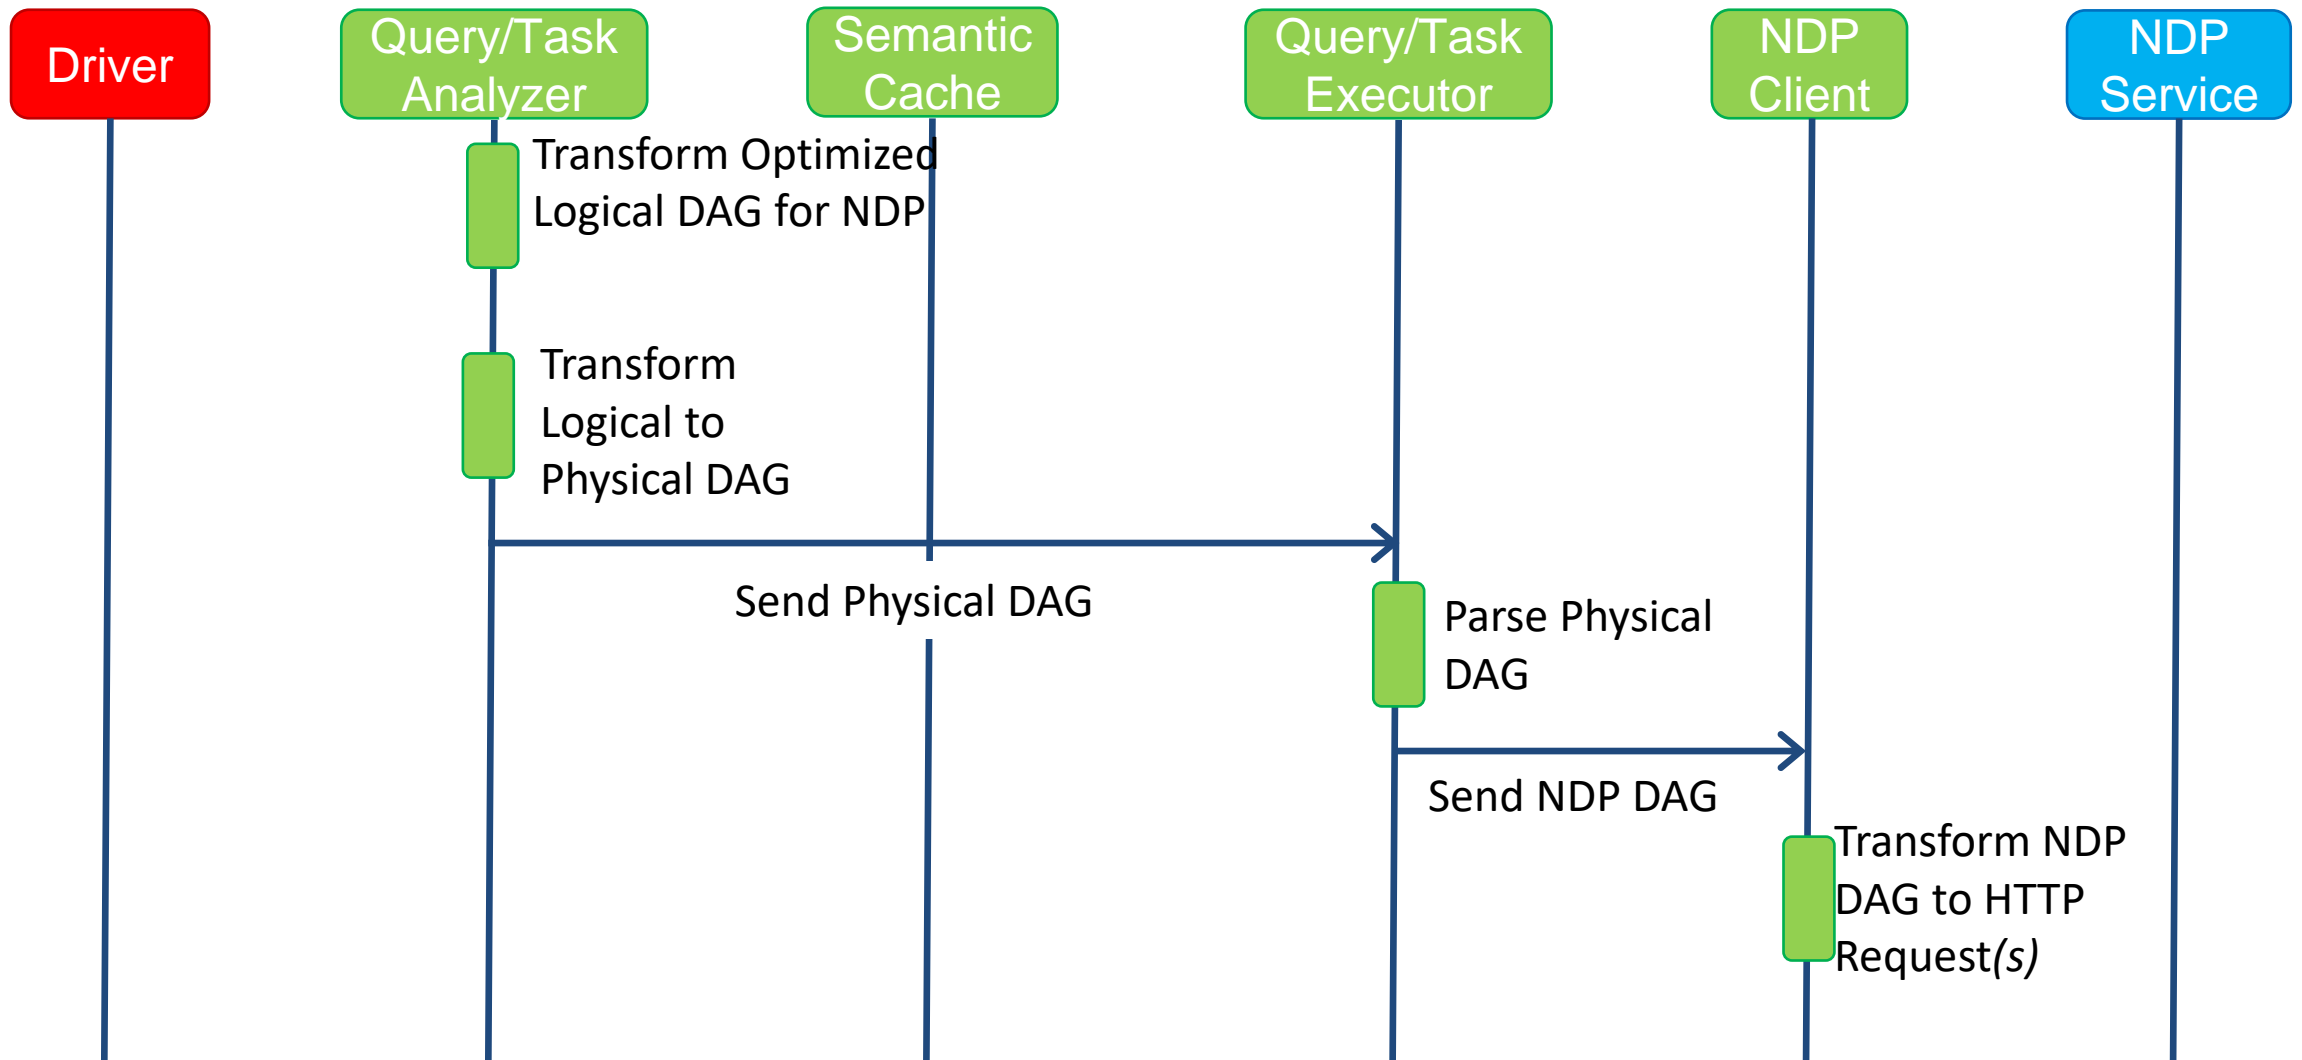 Driver
Query/Task
Analyzer
Semantic
Cache
Query/Task
Executor
NDP
Client
NDP
Service
Transform Optimized
Logical DAG for NDP
Transform
Logical to
Physical DAG
Send Physical DAG
Parse Physical
DAG
Send NDP DAG
Transform NDP
DAG to HTTP
Request(s)